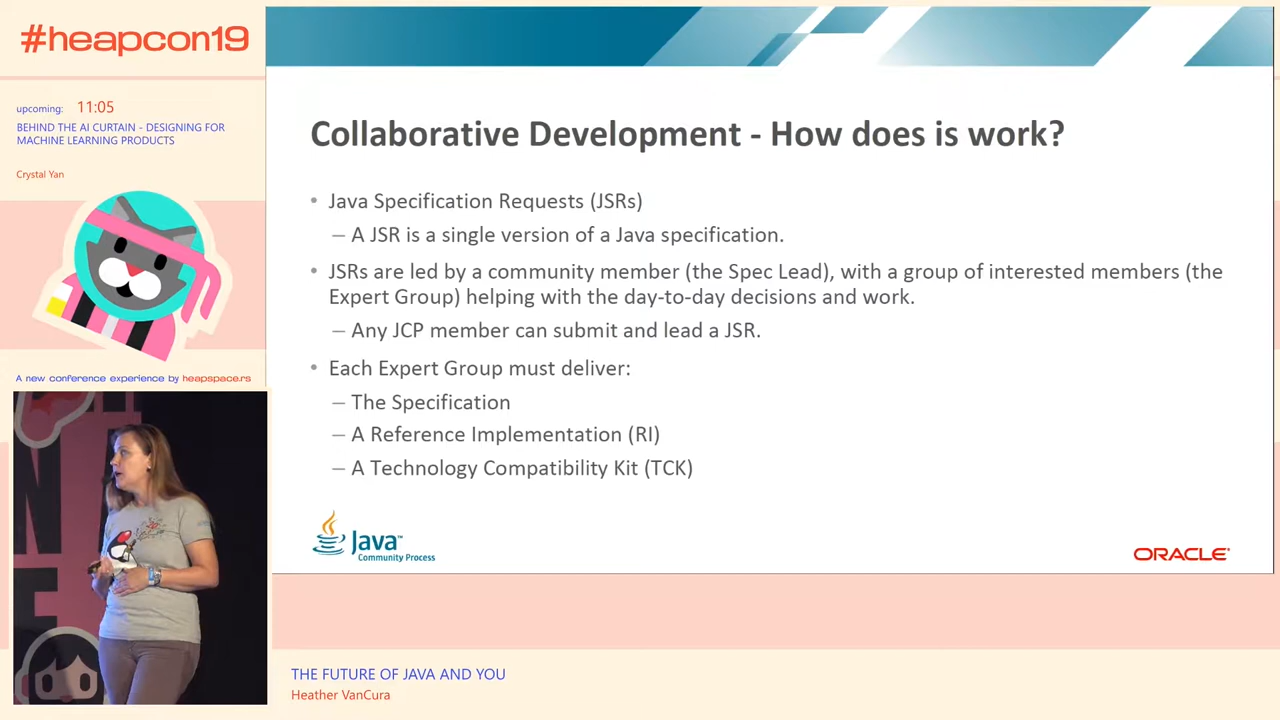 #heapcon19
upcoming: 11:05
BEHIND THE AI CURTAIN - DESIGNING FOR
MACHINE LEARNING PRODUCTS
Crystal Yan
A new conference experience by heapspace.rs
Collaborative Development - How does is work?
• Java Specification Requests (JSRs)
– A JSR is a single version of a Java specification.
• JSRs are led by a community member (the Spec Lead), with a group of interested members (the
Expert Group) helping with the day-to-day decisions and work.
– Any JCP member can submit and lead a JSR.
• Each Expert Group must deliver:
– The Specification
– A Reference Implementation (RI)
– A Technology Compatibility Kit (TCK)
Java™
Community Process
ORACLE®
THE FUTURE OF JAVA AND YOU
Heather VanCura